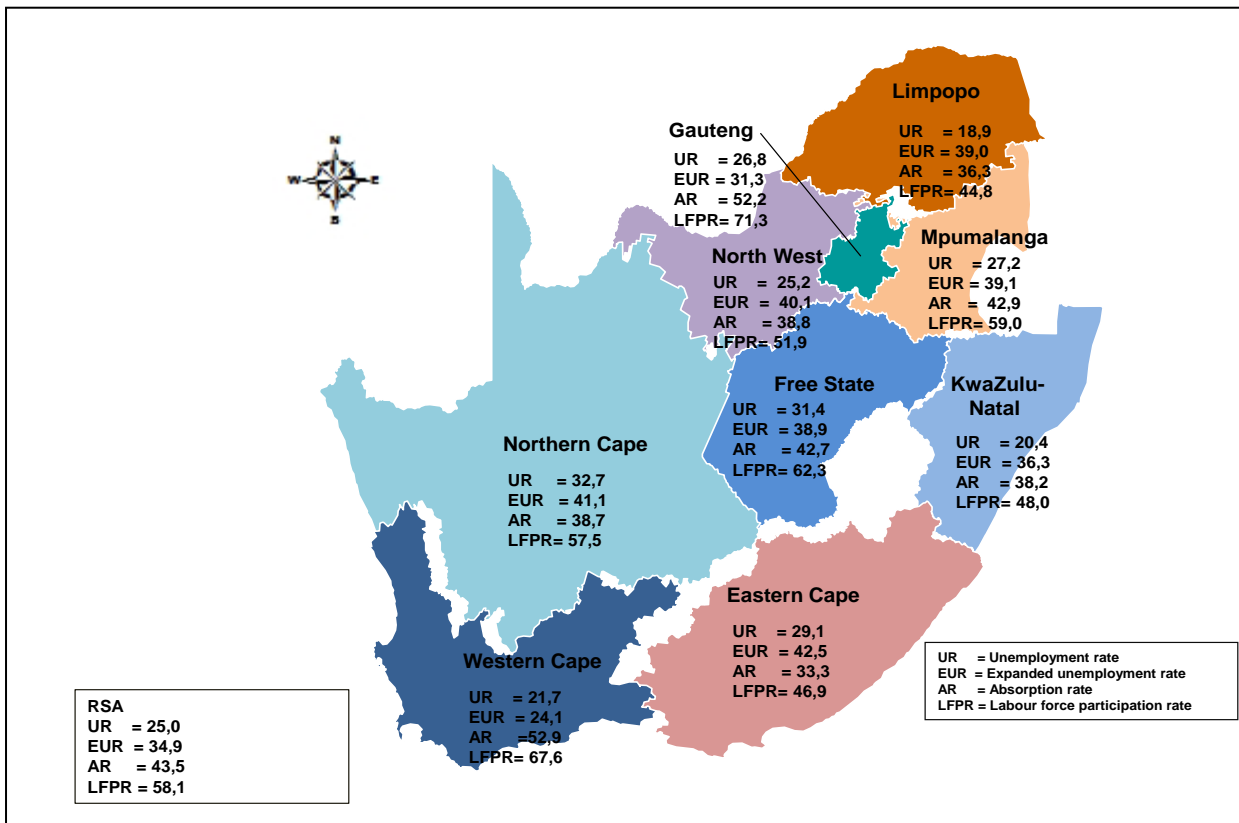 Limpopo
UR = 18,9
EUR = 39,0
AR = 36,3
LFPR= 44,8
Gauteng
UR = 26,8
EUR = 31,3
AR = 52,2
LFPR= 71,3
N
W
E
S
Mpumalanga
UR = 27,2
EUR = 39,1
AR = 42,9
LFPR= 59,0
North West
UR = 25,2
EUR = 40,1
AR = 38,8
LFPR= 51,9
Free State
UR = 31,4
EUR = 38,9
AR = 42,7
LFPR= 62,3
KwaZulu-
Natal
UR = 20,4
EUR = 36,3
AR = 38,2
LFPR= 48,0
Northern Cape
UR = 32,7
EUR = 41,1
AR = 38,7
LFPR= 57,5
Eastern Cape
UR = 29,1
EUR = 42,5
AR = 33,3
LFPR= 46,9
Western Cape
UR = 21,7
EUR = 24,1
AR =52,9
LFPR= 67,6
UR = Unemployment rate
EUR = Expanded unemployment rate
AR = Absorption rate
LFPR = Labour force participation rate
RSA
UR = 25,0
EUR = 34,9
AR = 43,5
LFPR = 58,1